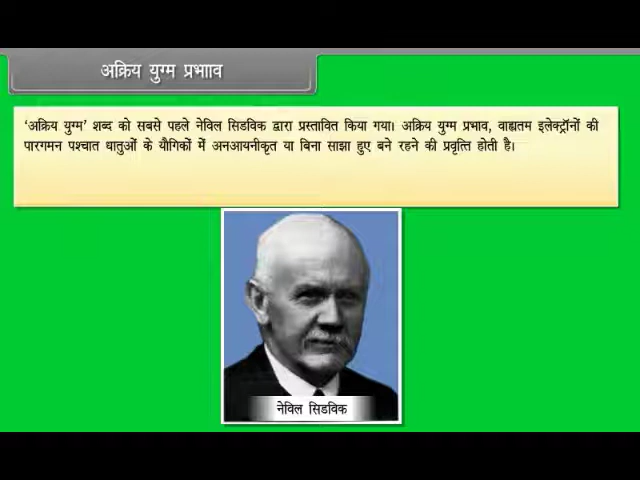 अक्रिय युग्म प्रभााव
‘अक्रिय युग्म’ शब्द को सबसे पहले नेविल सिडविक द्वारा प्रस्तावित किया गया। अक्रिय युग्म प्रभाव, वाह्यतम इलेक्ट्रॉनों की
पारगमन पश्चात धातुओं के यौगिकों में अनआयनीकृत या बिना साझा हुए बने रहने की प्रवृत्ति होती है।
नेविल सिडविक